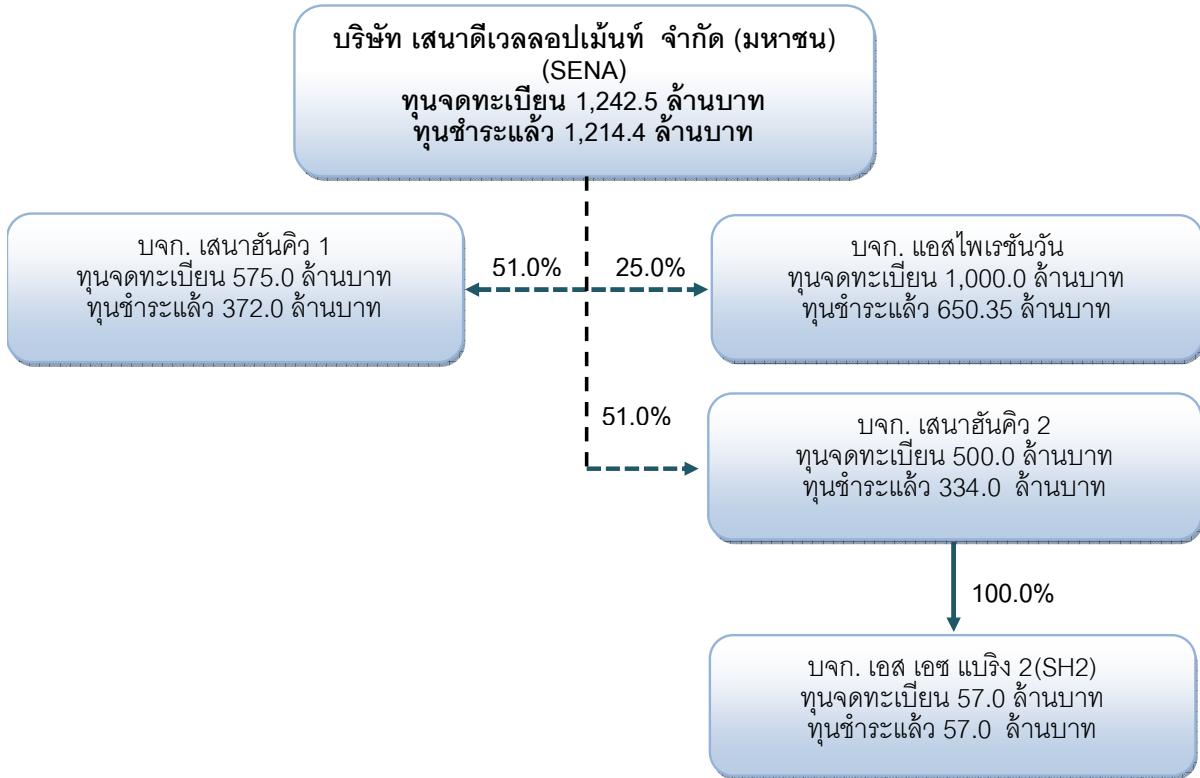 บริษัท เสนาดีเวลลอปเม้นท์ จำกัด (มหาชน)
(SENA)
ทุนจดทะเบียน 1,242.5 ล้านบาท
ทุนชำระแล้ว 1,214.4 ล้านบาท
บจก. เสนาฮันคิว 1
ทุนจดทะเบียน 575.0 ล้านบาท
ทุนชำระแล้ว 372.0 ล้านบาท
51.0%
25.0%
บจก. แอสไพเรชันวัน
ทุนจดทะเบียน 1,000.0 ล้านบาท
ทุนชำระแล้ว 650.35 ล้านบาท
51.0%
บจก. เสนาฮันคิว 2
ทุนจดทะเบียน 500.0 ล้านบาท
ทุนชำระแล้ว 334.0 ล้านบาท
100.0%
บจก. เอส เอช แบริ่ง 2(SH2)
ทุนจดทะเบียน 57.0 ล้านบาท
ทุนชำระแล้ว 57.0 ล้านบาท